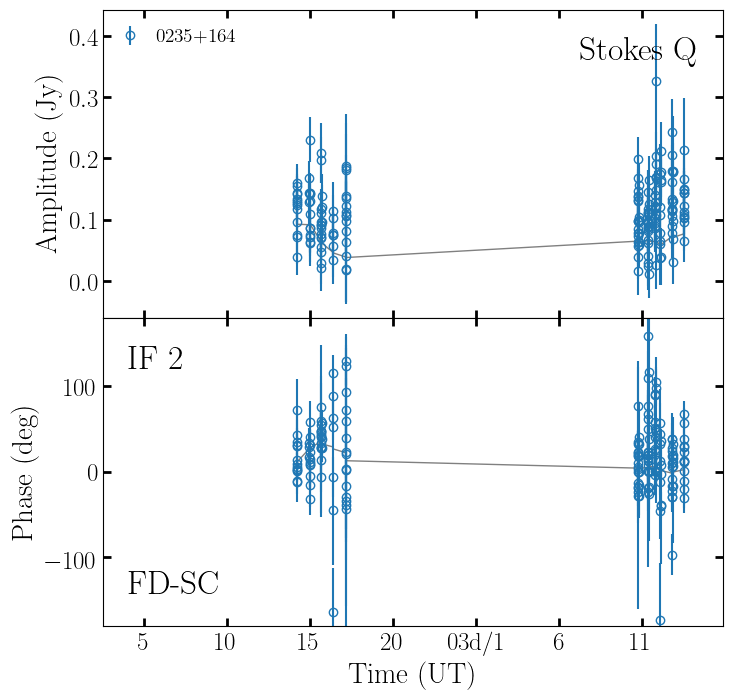 0235+164
Stokes Q
Amplitude (Jy)
0.4
0.3
0.2
0.1
0.0
IF 2
Phase (deg)
100
0
−100
FD-SC
5 10 15 20 03d/1 6 11
Time (UT)